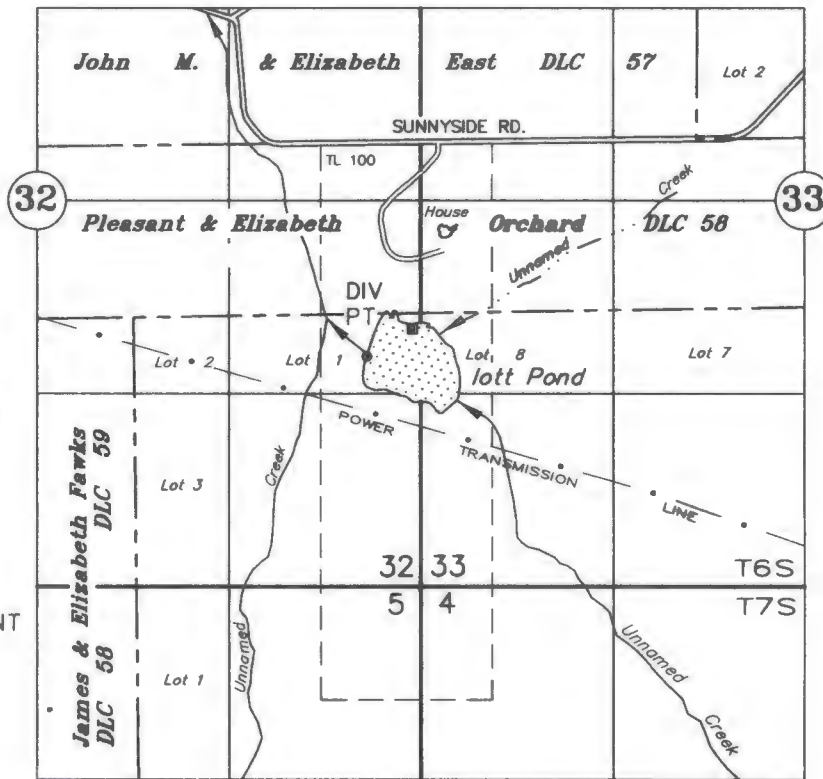 John M. & Elizabeth East DLC 57
Lot 2
SUNNYSIDE RD.
TL 100
32
33
Creek
House
Pleasant & Elizabeth Orchard DLC 58
Unnamed
DIV
PT
Lot 2
Lot 1
Lot 8
Lot 7
Iott Pond
POWER TRANSMISSION LINE
James & Elizabeth Fawks
DLC 58 DLC 59
Lot 3
Creek
32 33
T6S
5 4
T7S
NT
Lot 1
Unnamed
Unnamed Creek